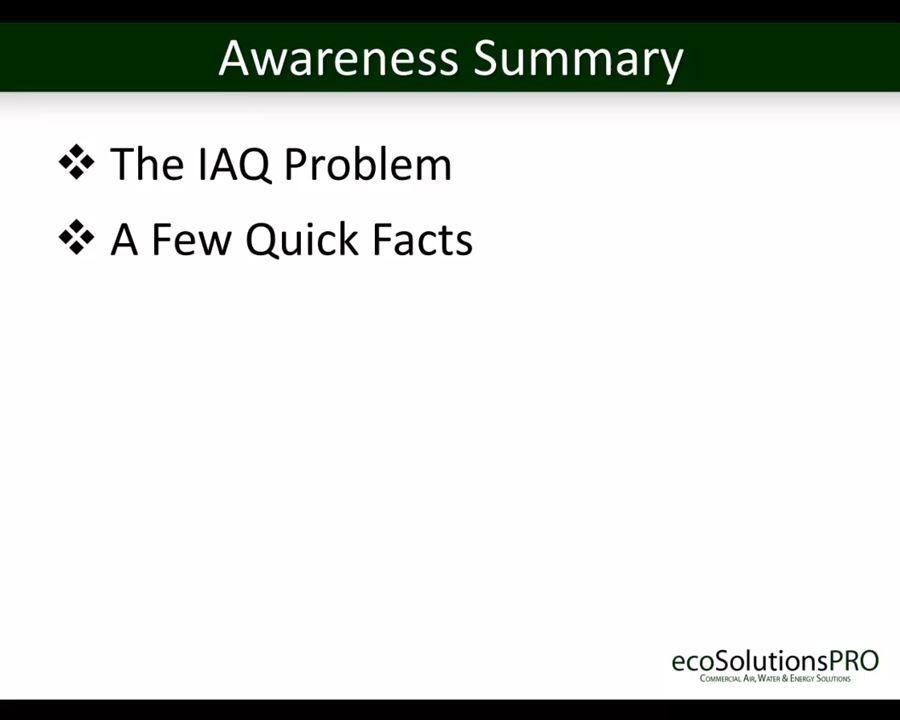 Awareness Summary
❖ The IAQ Problem
❖ A Few Quick Facts
ecoSolutionsPRO
Commercial Air, Water & Energy Solutions